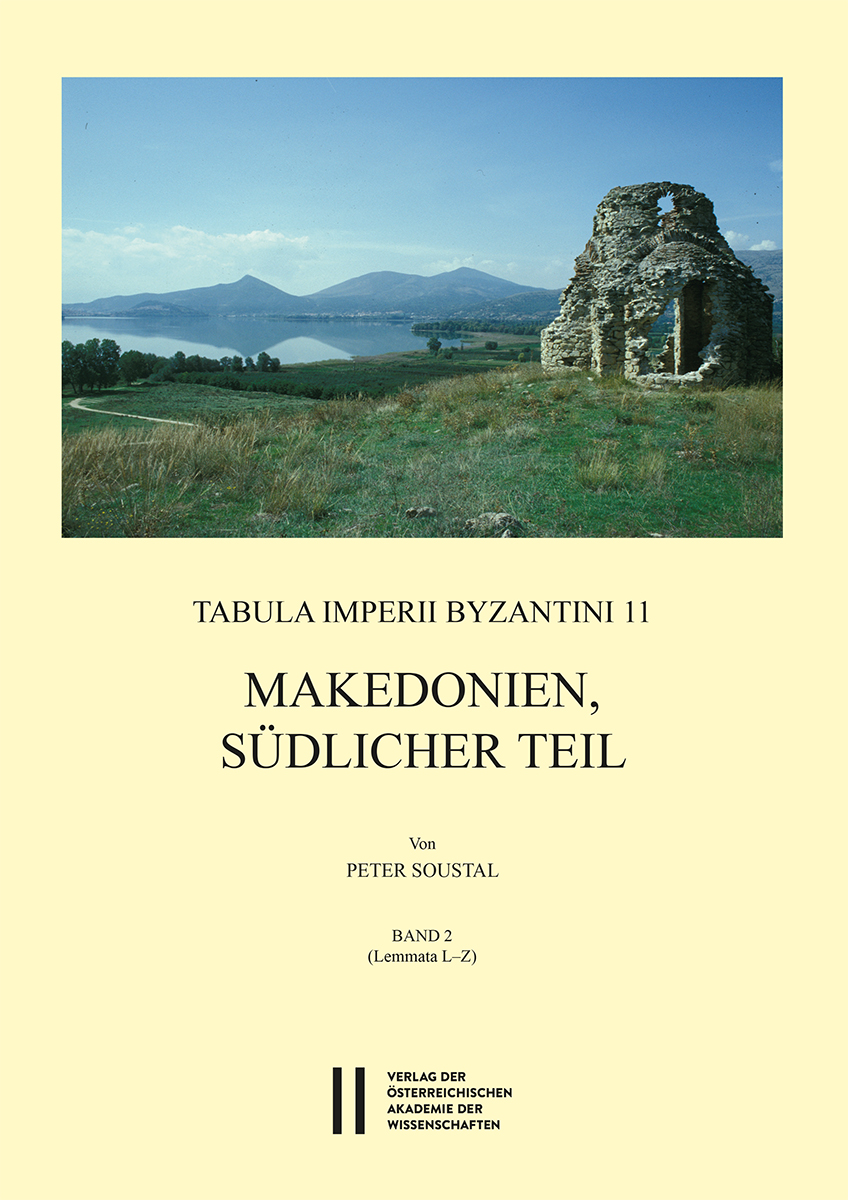 TABULA IMPERII BYZANTINI 11
MAKEDONIEN,
SÜDLICHER TEIL
Von
PETER SOUSTAL
BAND 2
(Lemmata L–Z)
VERLAG DER
ÖSTERREICHISCHEN
AKADEMIE DER
WISSENSCHAFTEN